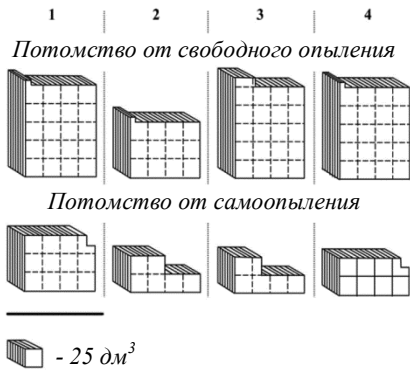 1 2 3 4
Потомство от свободного опыления
Потомство от самоопыления
- 25 дм³